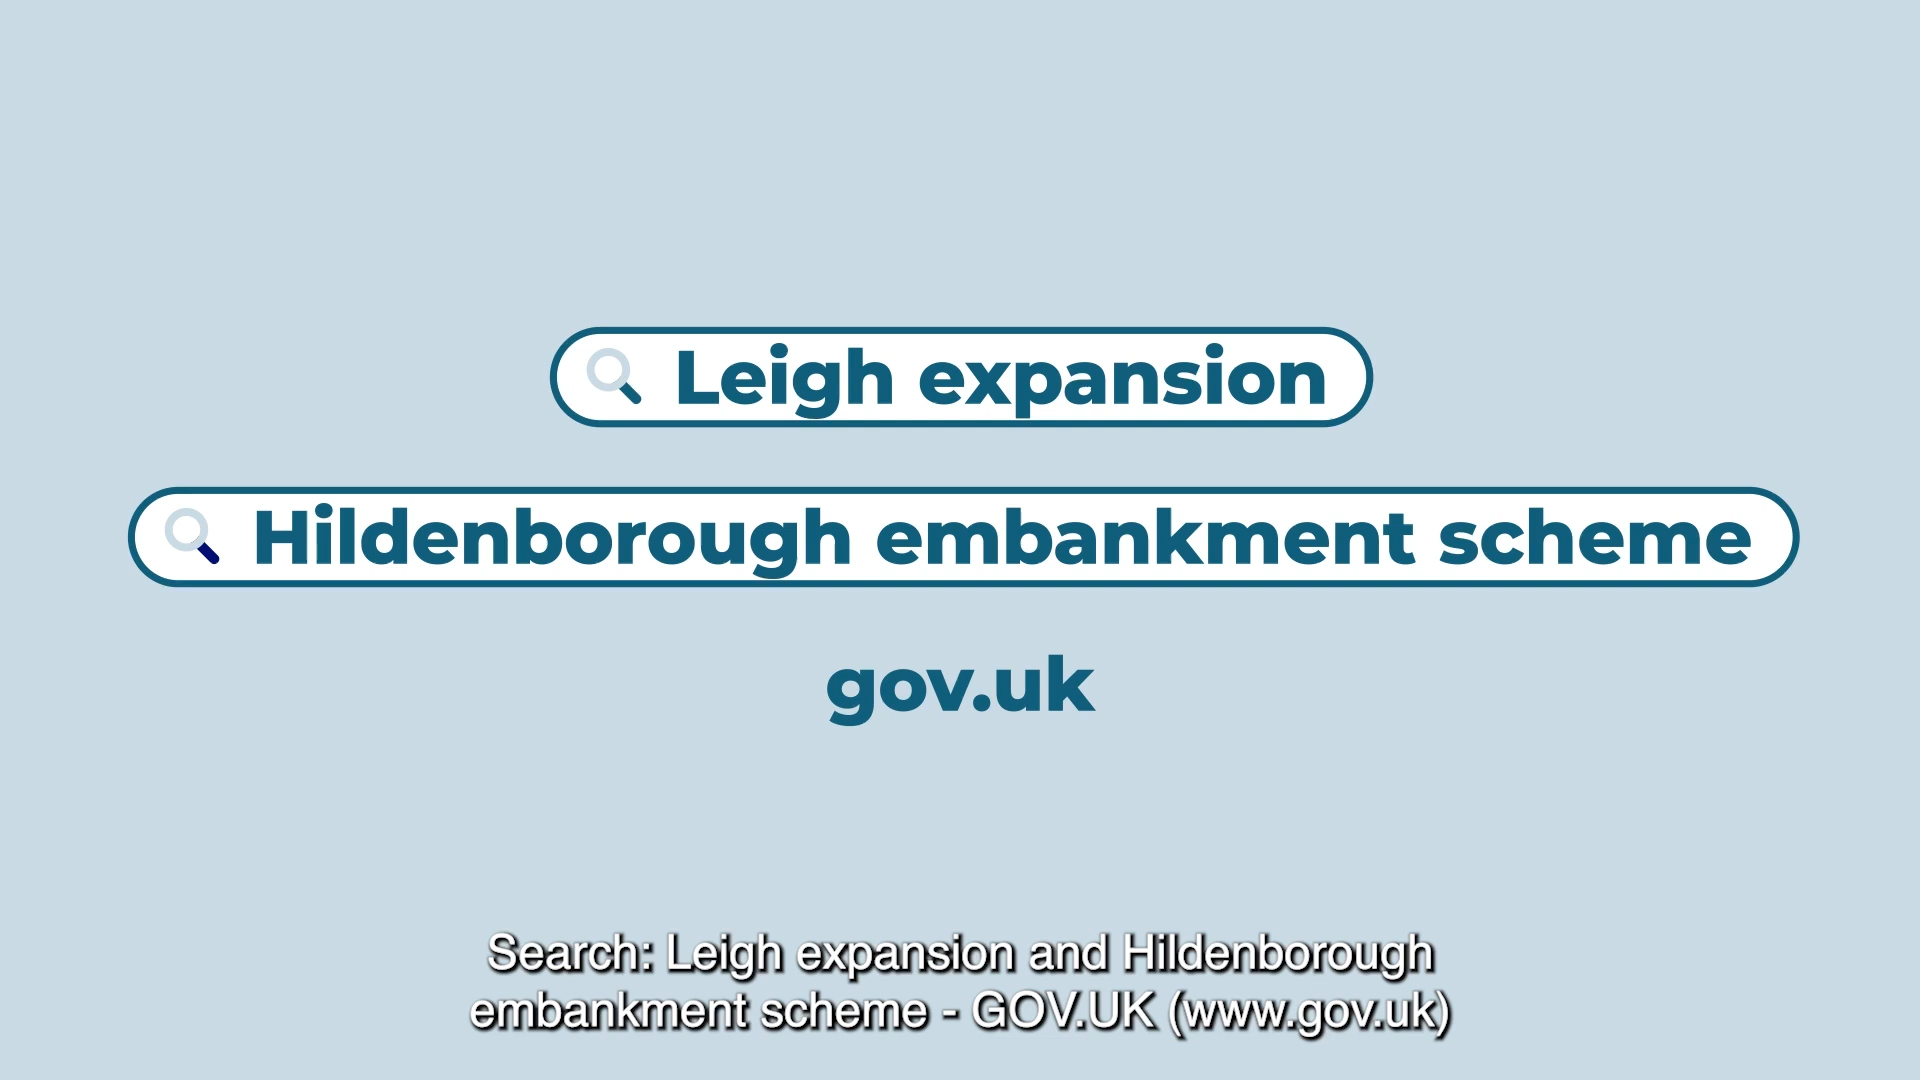 Leigh expansion
Hildenborough embankment scheme
gov.uk
Search: Leigh expansion and Hildenborough
embankment scheme - GOV.UK (www.gov.uk)